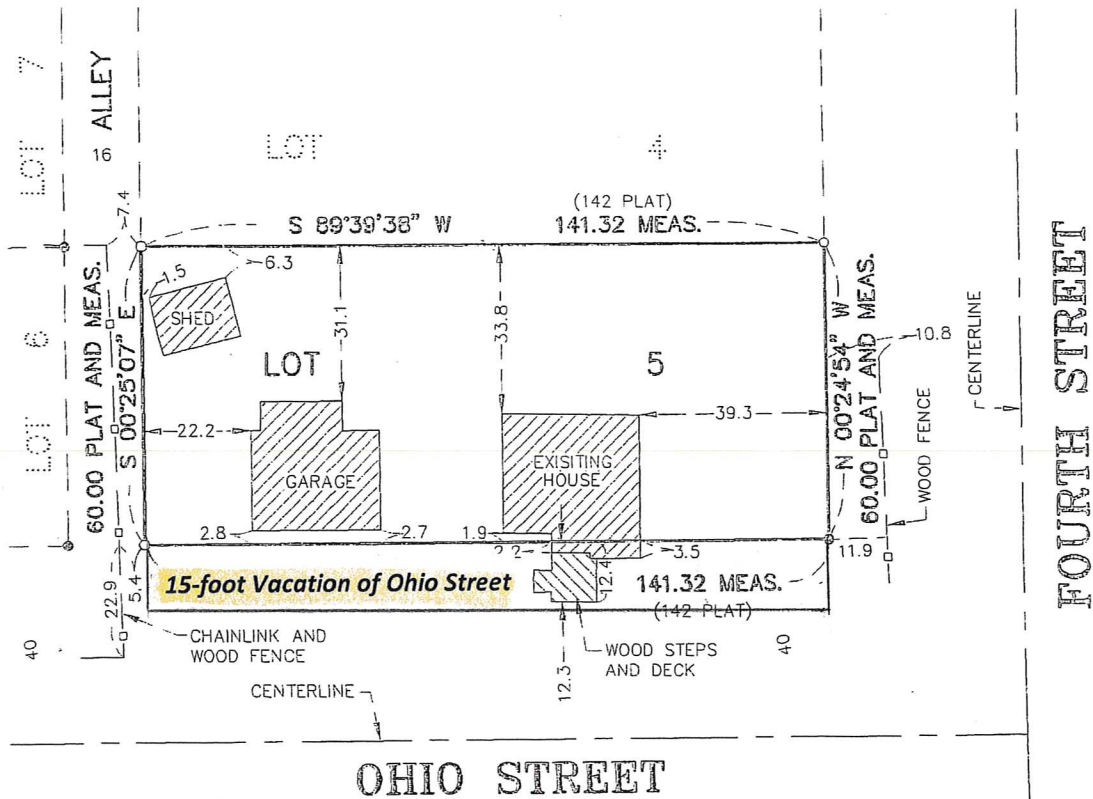 LOT 7
16 ALLEY
LOT 4
(142 PLAT)
S 89°39'38" W 141.32 MEAS.
7.4
6.3
1.5
SHED
31.1
33.8
LOT 6
60.00 PLAT AND MEAS.
S 00°25'07" E
LOT 5
N 00°24'54" W
60.00 PLAT AND MEAS.
10.8
WOOD FENCE
CENTERLINE
FOURTH STREET
22.2
39.3
GARAGE
EXISITING
HOUSE
2.8
2.7
1.9
2.2
3.5
11.9
12.4
5.4
22.9
15-foot Vacation of Ohio Street
141.32 MEAS.
(142 PLAT)
40
CHAINLINK AND
WOOD FENCE
12.3
WOOD STEPS
AND DECK
40
CENTERLINE
OHIO STREET